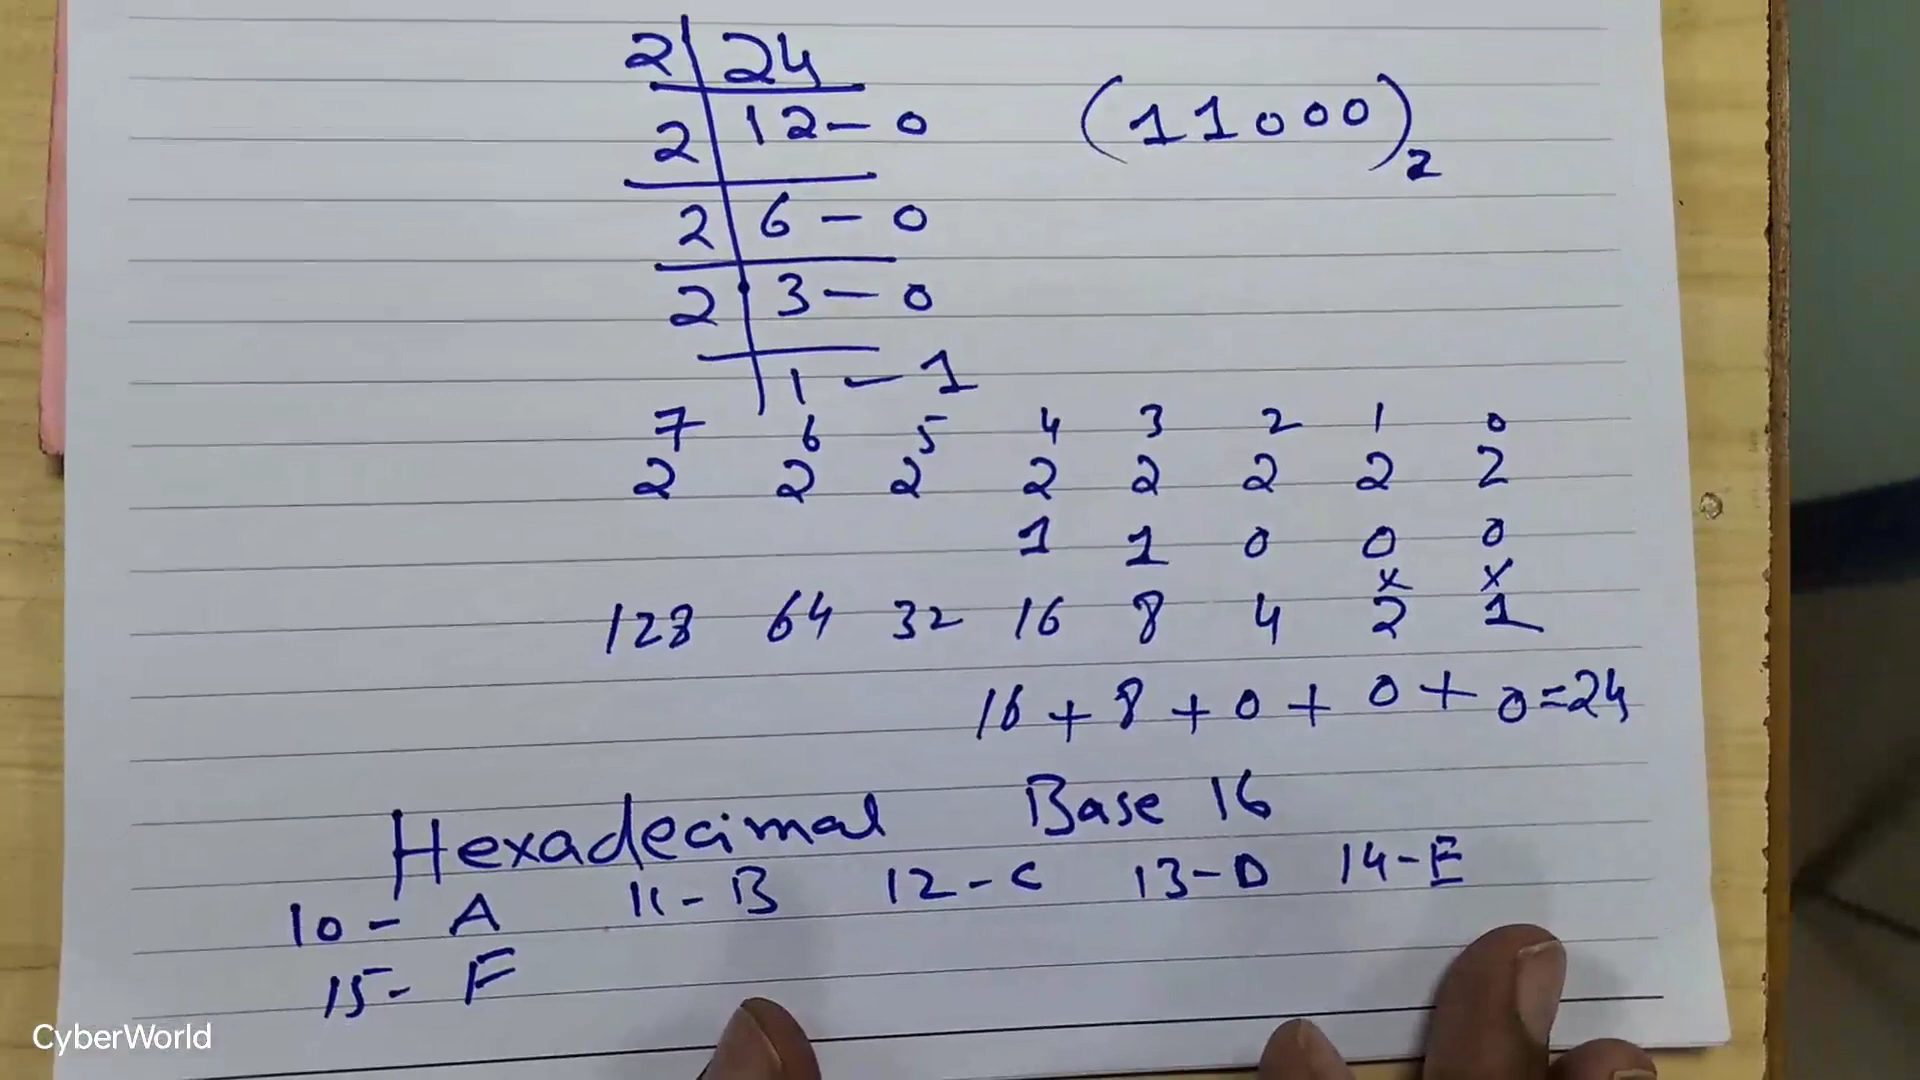 2 24
2 12 - 0 (11000)2
2 6 - 0
2 3 - 0
1 - 1
7 6 5 4 3 2 1 0
2 2 2 2 2 2 2 2
1 1 0 0 0
x x
128 64 32 16 8 4 2 1
16 + 8 + 0 + 0 + 0 = 24
Hexadecimal Base 16
10 - A 11 - B 12 - C 13 - D 14 - E
15 - F
CyberWorld